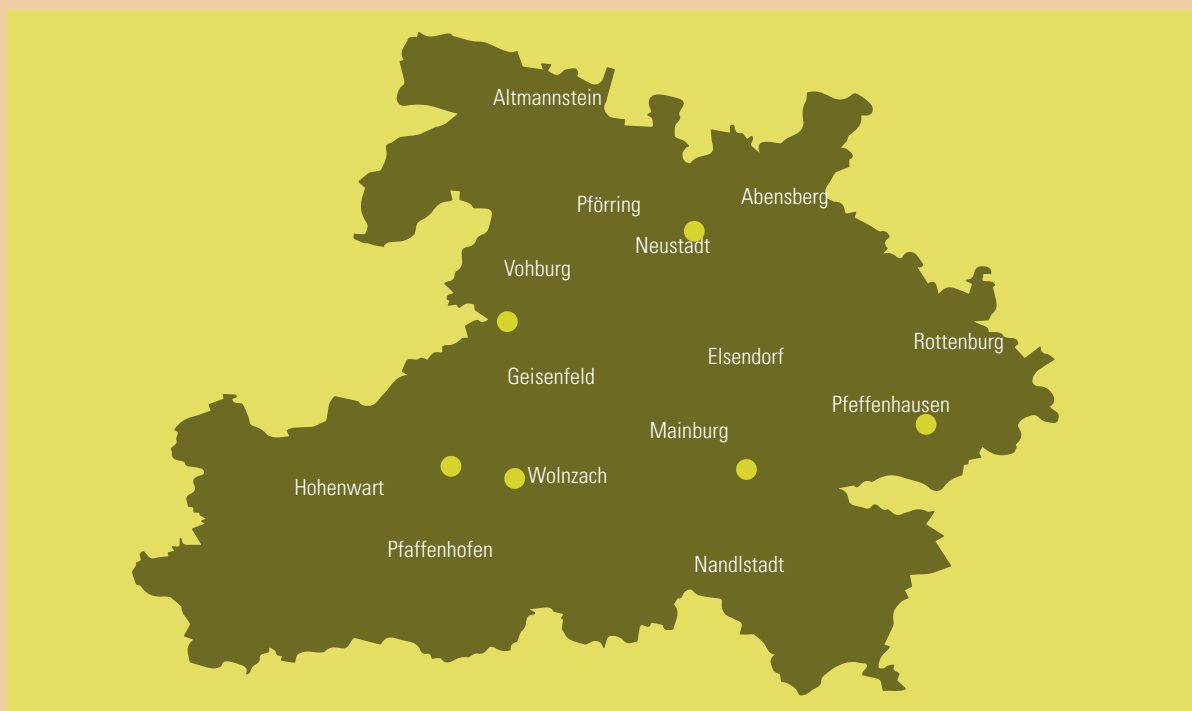 Altmannstein
Abensberg
Pförring
Neustadt
Vohburg
Rottenburg
Elsendorf
Geisenfeld
Pfeffenhausen
Mainburg
Wolnzach
Hohenwart
Pfaffenhofen
Nandlstadt